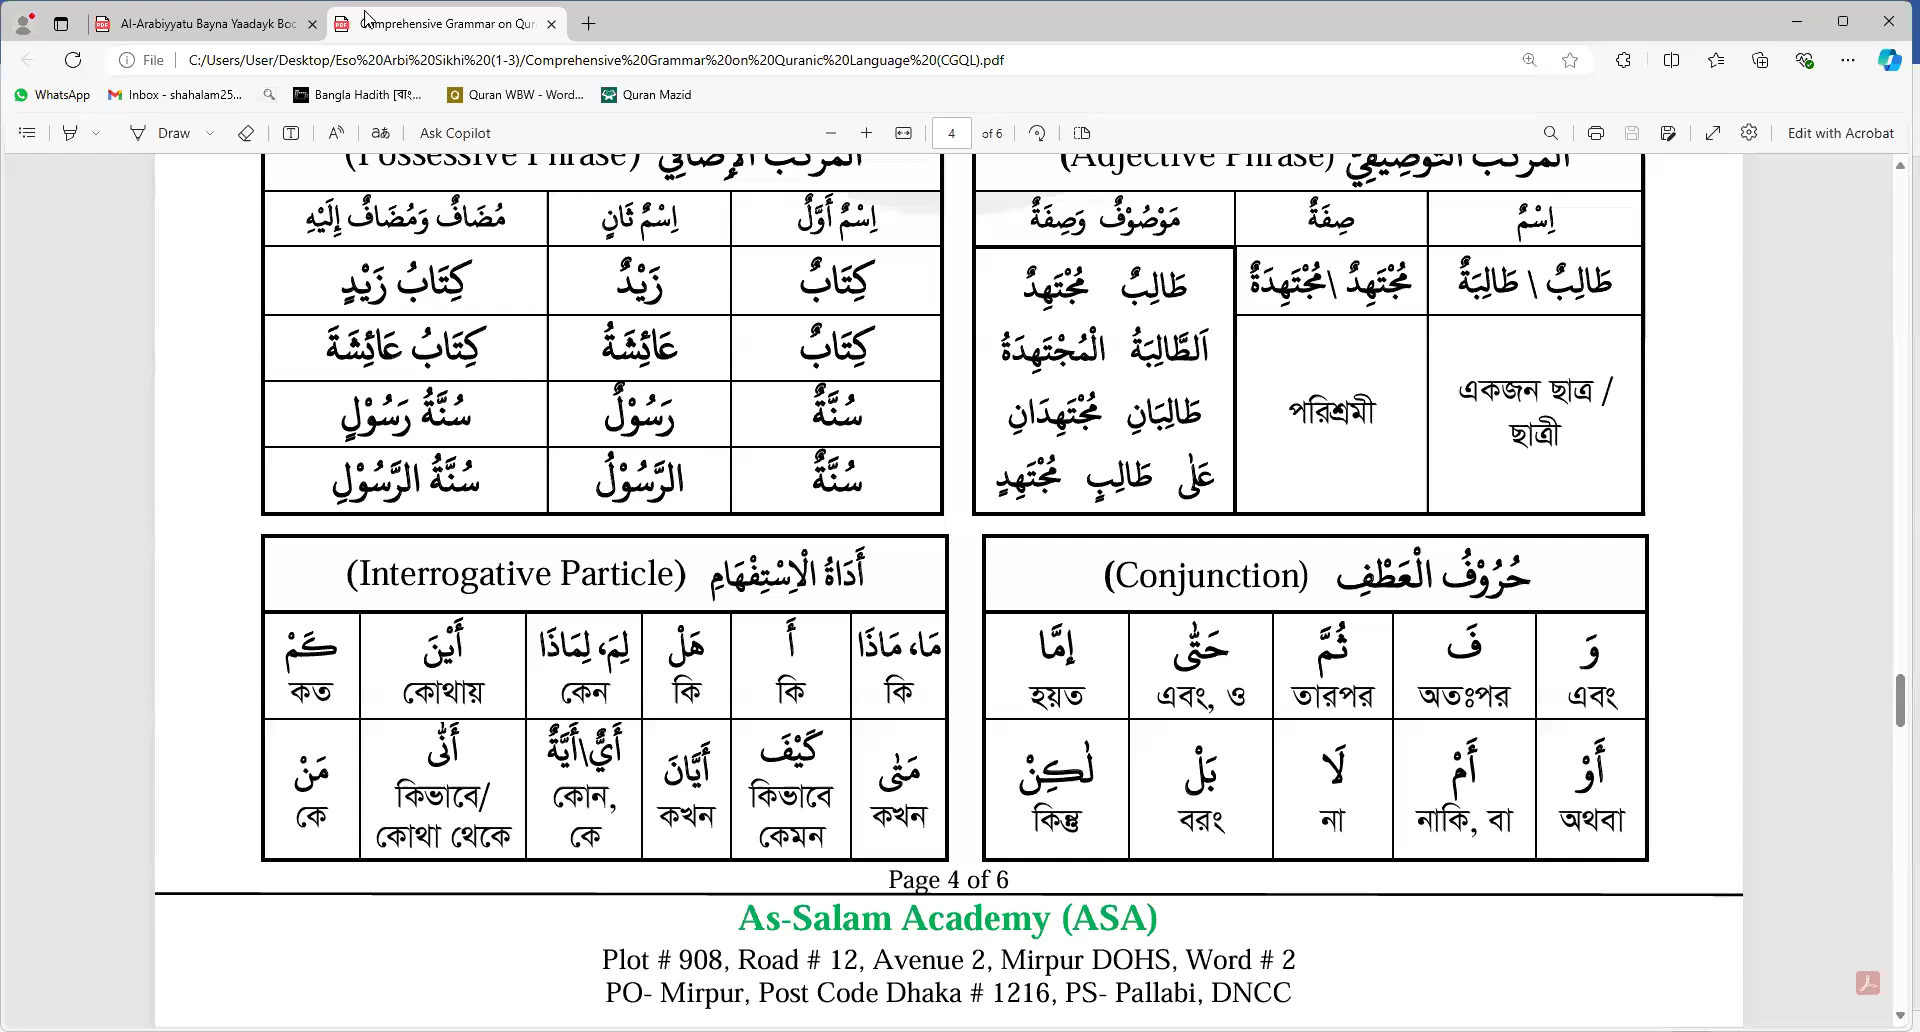 Al-Arabiyyatu Bayna Yaadayk Boo
Comprehensive Grammar on Qur
File
C:/Users/User/Desktop/Eso%20Arbi%20Sikhi%20(1-3)/Comprehensive%20Grammar%20on%20Quranic%20Language%20(CGQL).pdf
WhatsApp Inbox - shahalam25... Bangla Hadith [বাং... Quran WBW - Word... Quran Mazid
Draw Ask Copilot 4 of 6 Edit with Acrobat
(Possessive Phrase) المركب الإضافي
اِسْمٌ أَوَّلٌ اِسْمٌ ثَانٍ مُضَافٌ وَمُضَافٌ إِلَيْهِ
كِتَابٌ زَيْدٌ كِتَابُ زَيْدٍ
كِتَابٌ عَائِشَةُ كِتَابُ عَائِشَةَ
سُنَّةٌ رَسُوْلٌ سُنَّةُ رَسُوْلٍ
سُنَّةٌ الرَّسُوْلُ سُنَّةُ الرَّسُوْلِ
(Adjective Phrase) المركب التوصيفي
اِسْمٌ صِفَةٌ مَوْصُوْفٌ وَصِفَةٌ
طَالِبٌ \ طَالِبَةٌ مُجْتَهِدٌ \مُجْتَهِدَةٌ طَالِبٌ مُجْتَهِدٌ
اَلطَّالِبَةُ الْمُجْتَهِدَةُ
একজন ছাত্র /
ছাত্রী
পরিশ্রমী
طَالِبَانِ مُجْتَهِدَانِ
عَلٰى طَالِبٍ مُجْتَهِدٍ
(Interrogative Particle) أَدَاةُ الْاِسْتِفْهَامِ
مَا، مَاذَا أَ هَلْ لِمَ، لِمَاذَا أَيْنَ كَمْ
কি কি কি কেন কোথায় কত
مَتٰى كَيْفَ أَيَّانَ أَيٌّ\أَيَّةٌ أَنّٰى مَنْ
কখন কিভাবে কখন কোন, কিভাবে/ কে
কেমন কে কোথা থেকে
(Conjunction) حُرُوْفُ الْعَطْفِ
وَ فَ ثُمَّ حَتّٰى إِمَّا
এবং অতঃপর তারপর এবং, ও হয়ত
أَوْ أَمْ لَا بَلْ لٰكِنْ
অথবা নাকি, বা না বরং কিন্তু
Page 4 of 6
As-Salam Academy (ASA)
Plot # 908, Road # 12, Avenue 2, Mirpur DOHS, Word # 2
PO- Mirpur, Post Code Dhaka # 1216, PS- Pallabi, DNCC